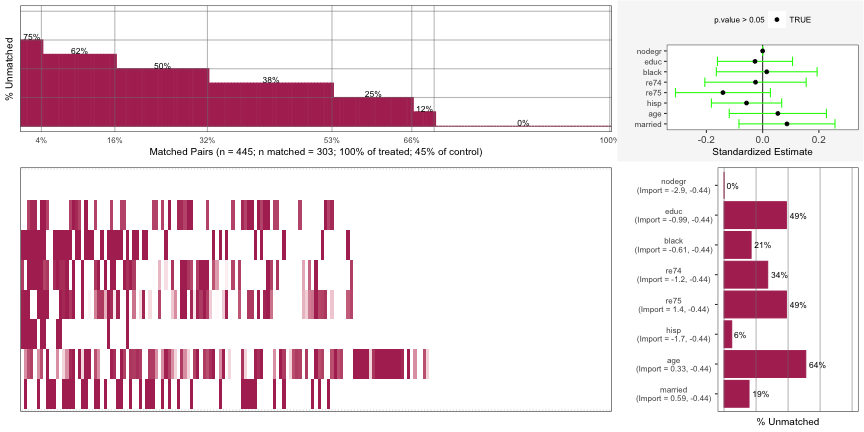 % Unmatched
75%
62%
50%
38%
25%
12%
0%
4%
16%
32%
53%
66%
72%
100%
Matched Pairs (n = 445; n matched = 303; 100% of treated; 45% of control)
p.value > 0.05
TRUE
nodegr
educ
black
re74
re75
hisp
age
married
-0.2
0.0
0.2
Standardized Estimate
nodegr
(Import = -2.9, -0.44)
0%
educ
(Import = -0.99, -0.44)
49%
black
(Import = -0.61, -0.44)
21%
re74
(Import = -1.2, -0.44)
34%
re75
(Import = 1.4, -0.44)
49%
hisp
(Import = -1.7, -0.44)
6%
age
(Import = 0.33, -0.44)
64%
married
(Import = 0.59, -0.44)
19%
% Unmatched